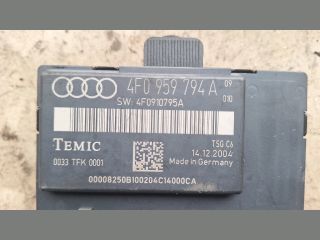 4F0 959 794 A 09
010
SW: 4F0910795A
TEMIC
TSG C6
14.12.2004
0033 TFK 0001
Made in Germany
00008250B100204C14000CA